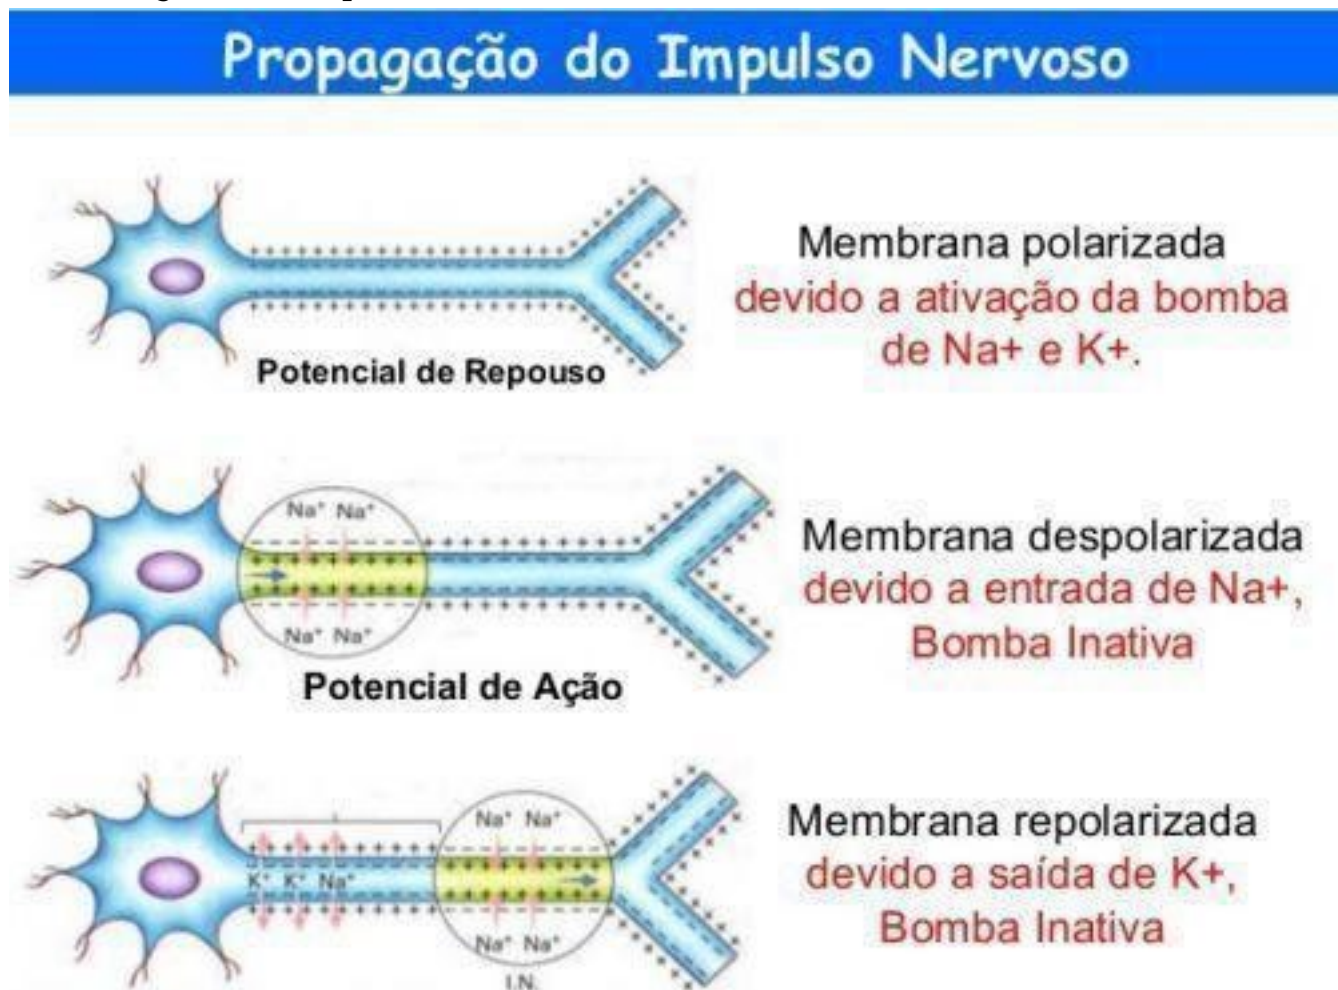 Propagação do Impulso Nervoso
Membrana polarizada
devido a ativação da bomba
de Na+ e K+.
Potencial de Repouso
Na⁺ Na⁺
Membrana despolarizada
devido a entrada de Na+,
Bomba Inativa
Na⁺ Na⁺
Potencial de Ação
Na⁺ Na⁺
Membrana repolarizada
devido a saída de K+,
Bomba Inativa
K⁺ K⁺ Na⁺
Na⁺ Na⁺
I.N.